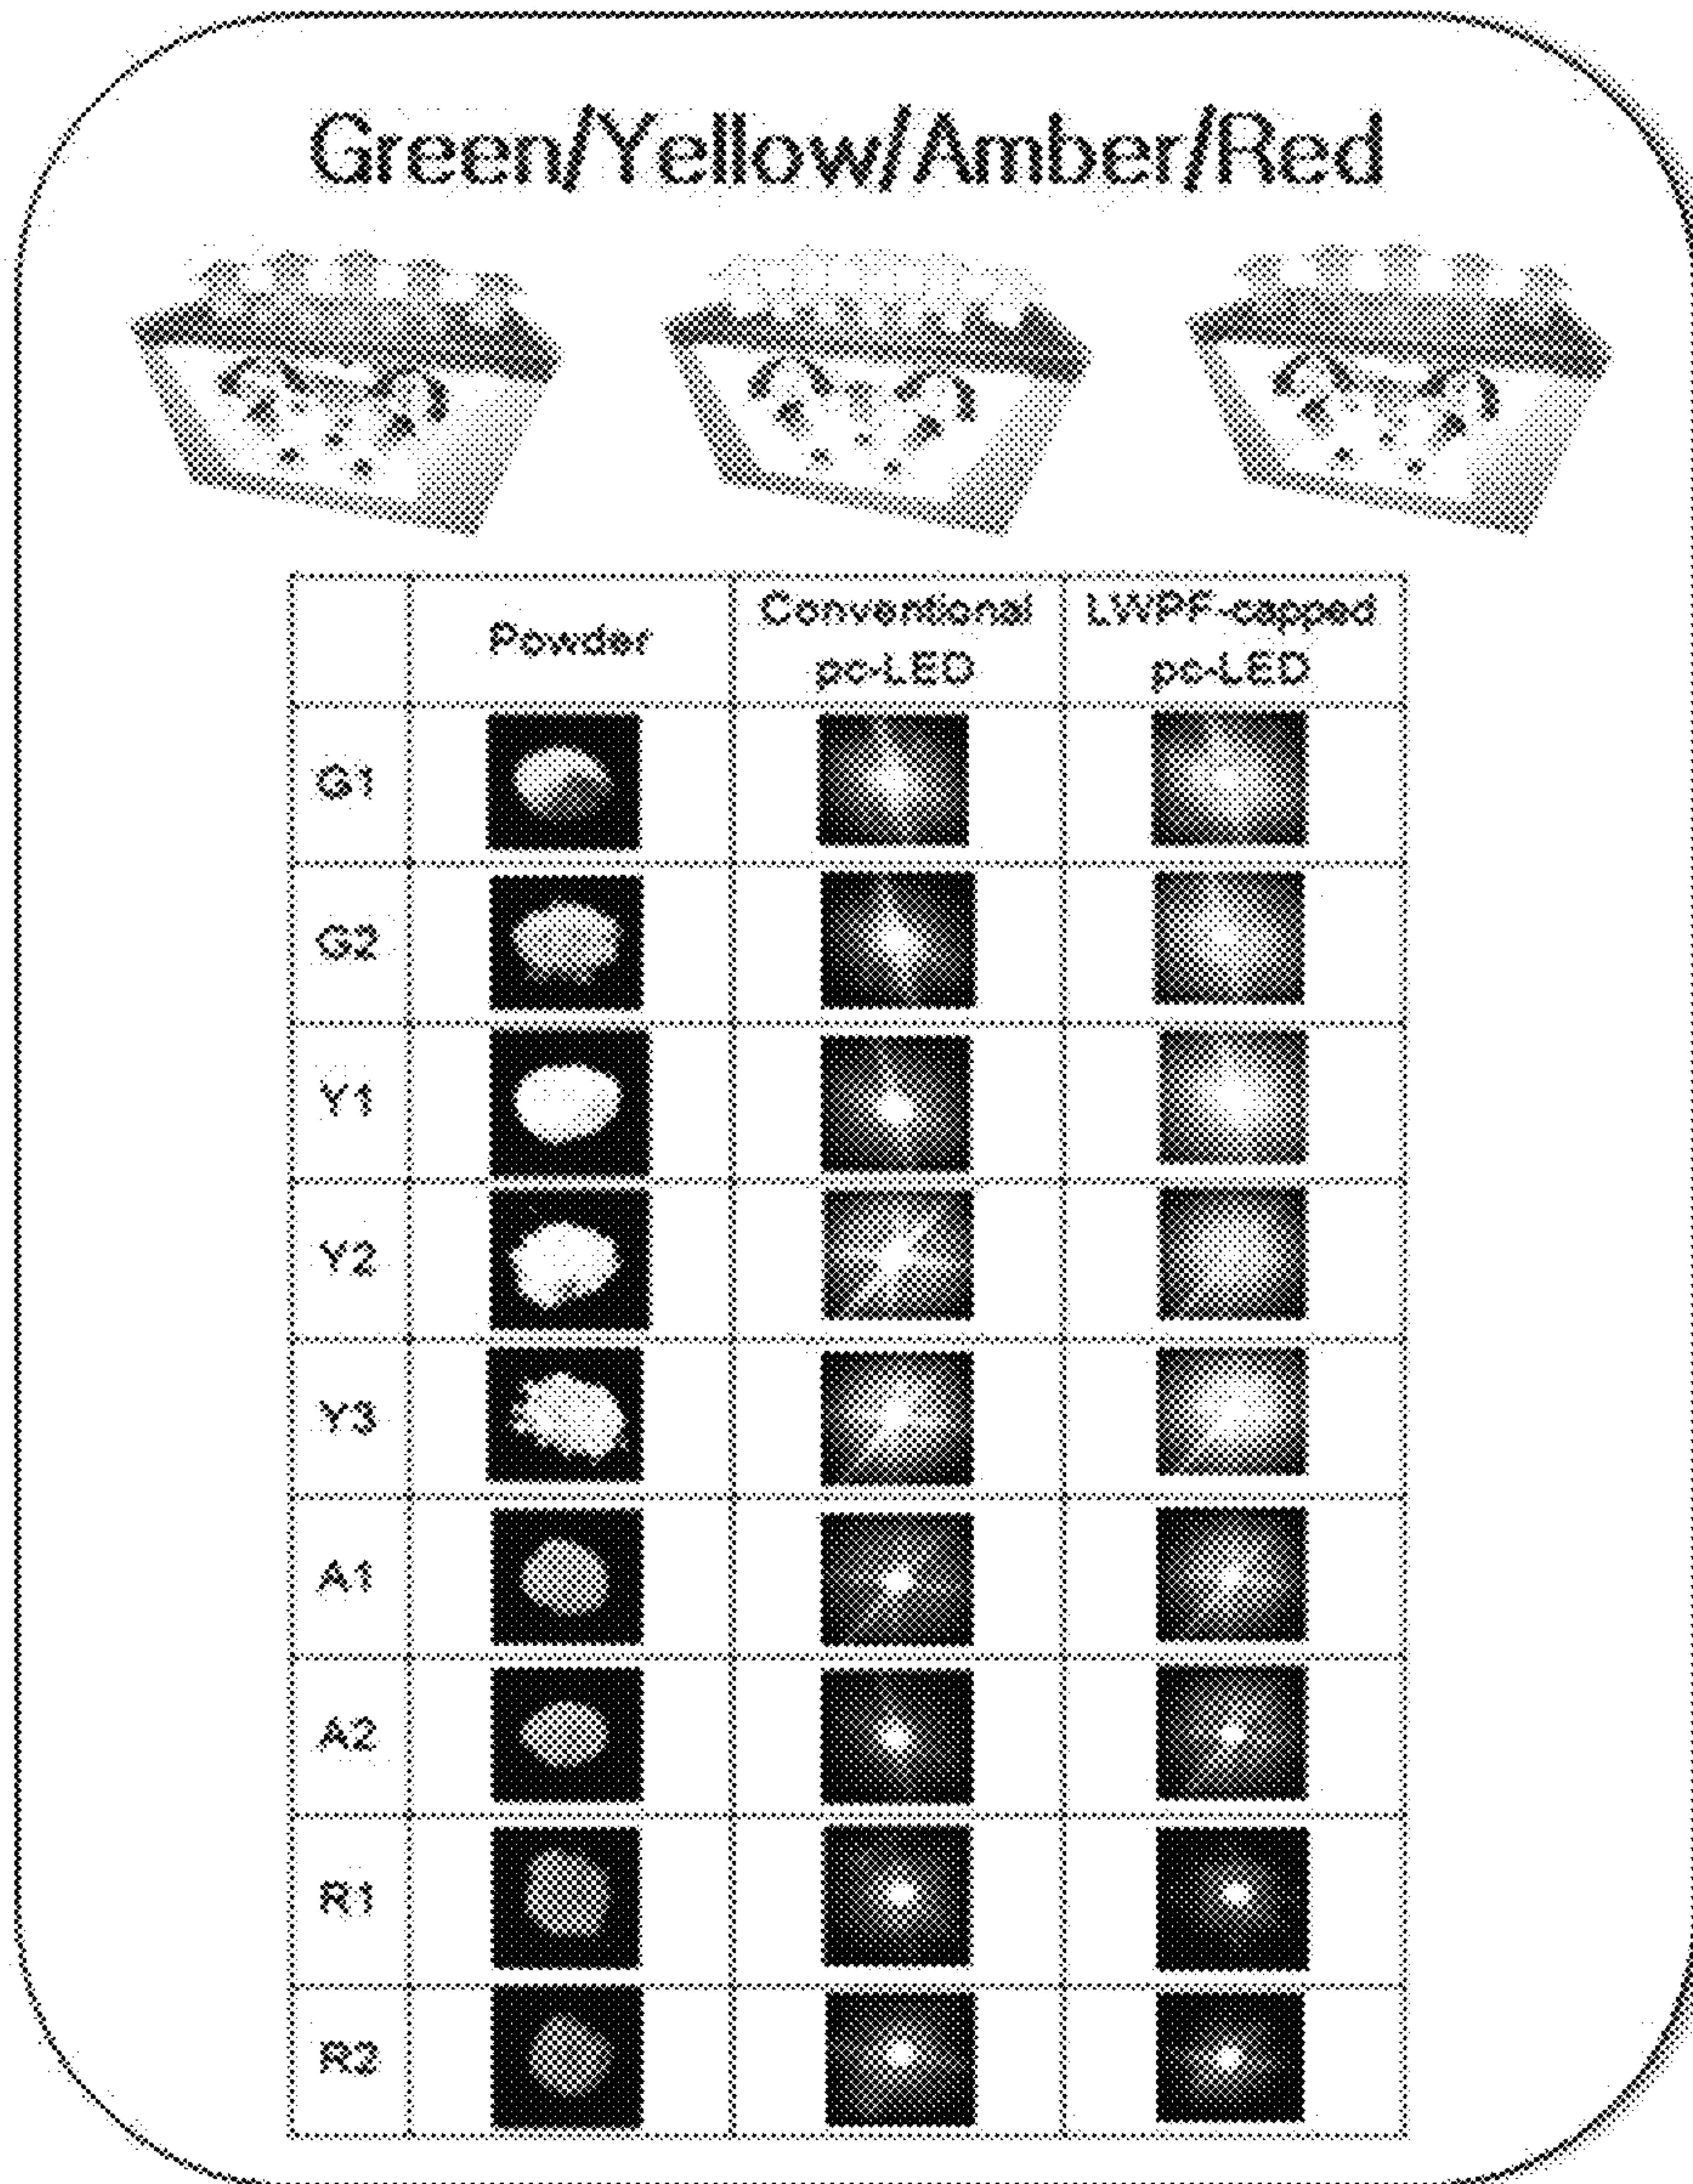 Green/Yellow/Amber/Red
Powder
Conventional
pc-LED
LWPF-capped
pc-LED
G1
G2
Y1
Y2
Y3
A1
A2
R1
R2